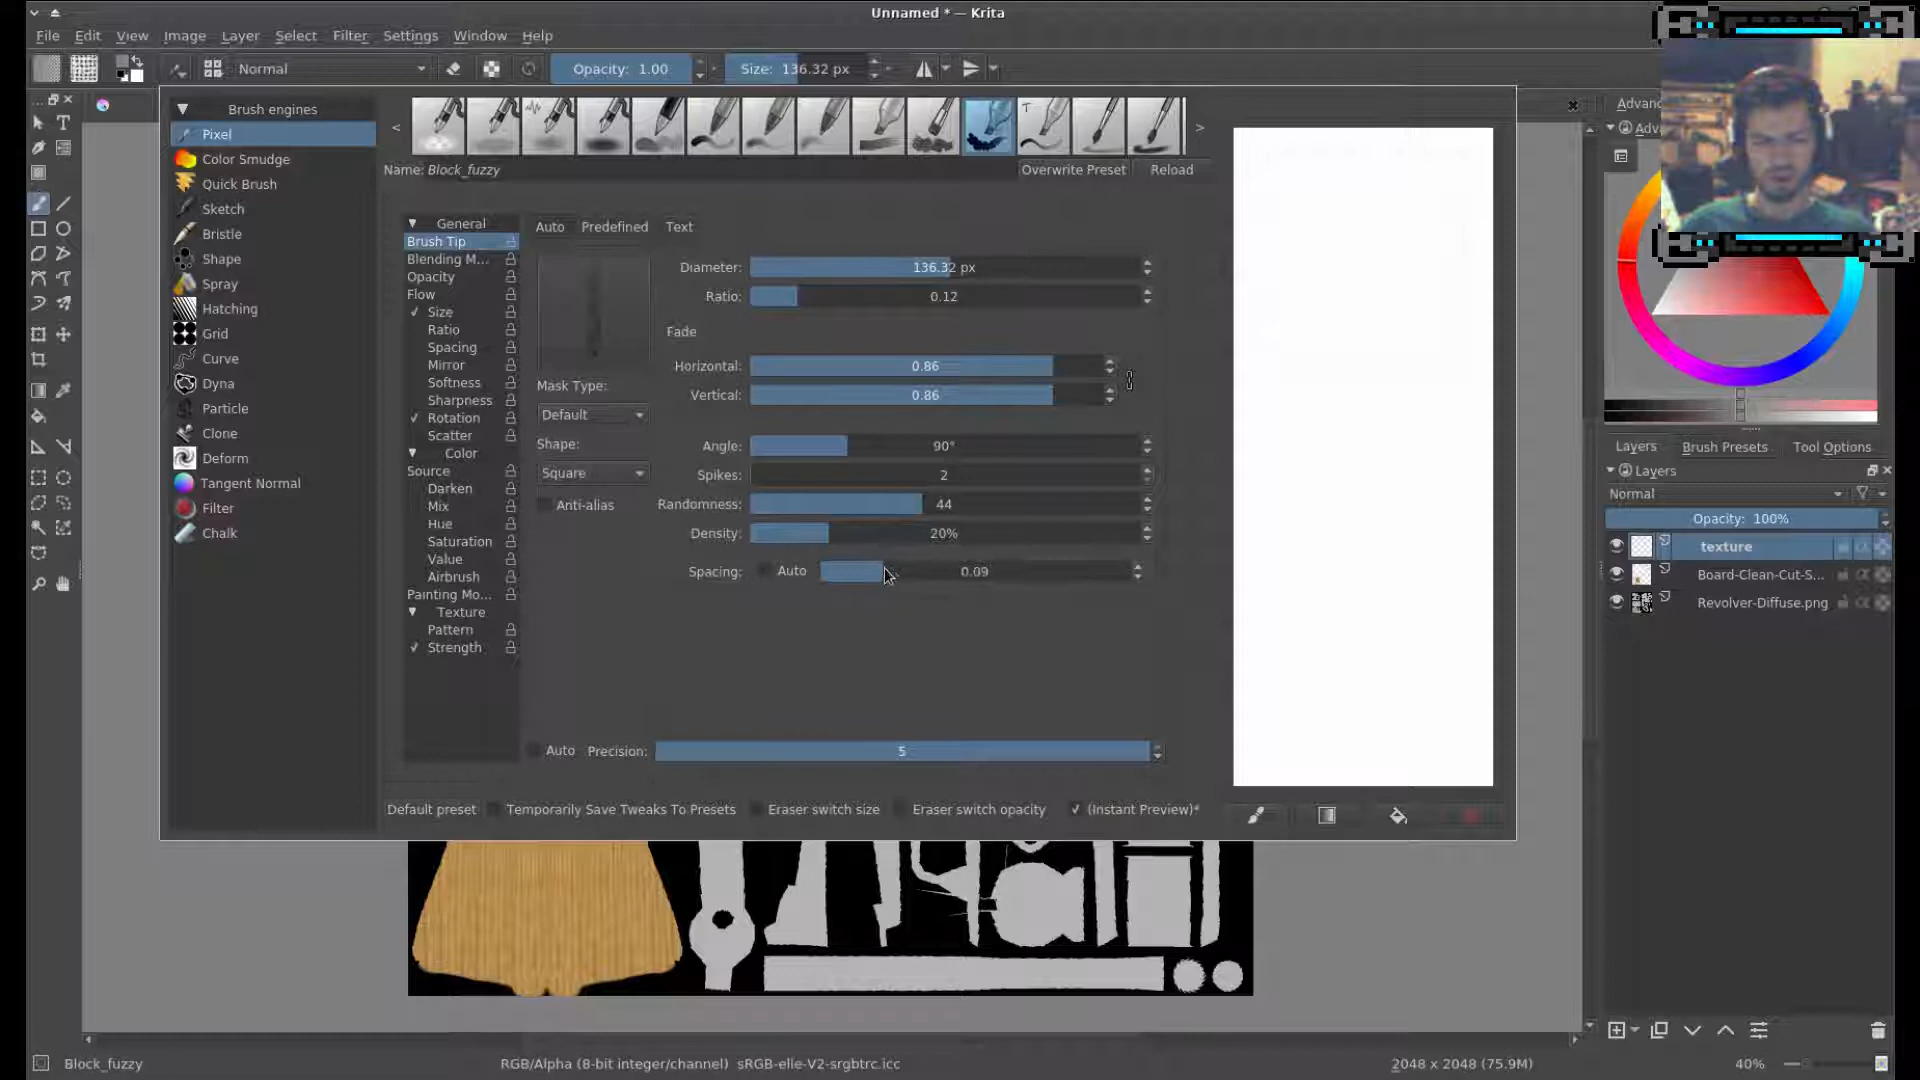 Unnamed * — Krita
File Edit View Image Layer Select Filter Settings Window Help
Normal Opacity: 1.00 Size: 136.32 px
Brush engines
Pixel
Color Smudge
Quick Brush
Sketch
Bristle
Shape
Spray
Hatching
Grid
Curve
Dyna
Particle
Clone
Deform
Tangent Normal
Filter
Chalk
Name: Block_fuzzy
Overwrite Preset Reload
General
Brush Tip
Blending M...
Opacity
Flow
Size
Ratio
Spacing
Mirror
Softness
Sharpness
Rotation
Scatter
Color
Source
Darken
Mix
Hue
Saturation
Value
Airbrush
Painting Mo...
Texture
Pattern
Strength
Auto Predefined Text
Mask Type:
Default
Shape:
Square
Anti-alias
Diameter: 136.32 px
Ratio: 0.12
Fade
Horizontal: 0.86
Vertical: 0.86
Angle: 90°
Spikes: 2
Randomness: 44
Density: 20%
Spacing: Auto 0.09
Auto Precision: 5
Default preset Temporarily Save Tweaks To Presets Eraser switch size Eraser switch opacity (Instant Preview)*
Advan
Adv
Layers Brush Presets Tool Options
Layers
Normal
Opacity: 100%
texture
Board-Clean-Cut-S...
Revolver-Diffuse.png
Block_fuzzy
RGB/Alpha (8-bit integer/channel) sRGB-elle-V2-srgbtrc.icc
2048 x 2048 (75.9M)
40%